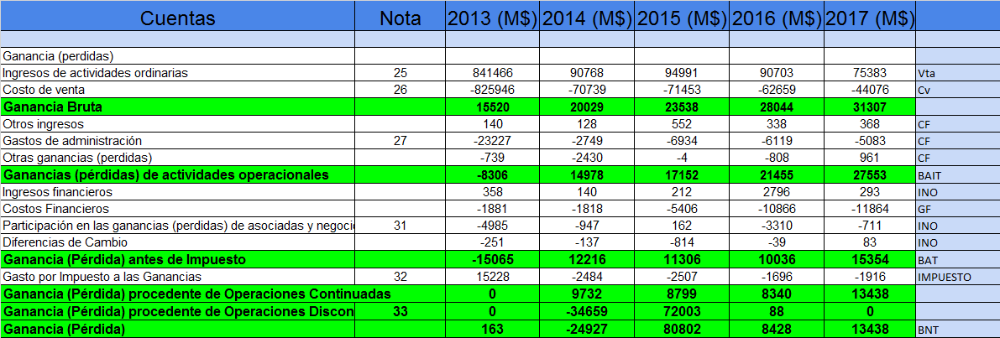 Cuentas Nota 2013 (M$) 2014 (M$) 2015 (M$) 2016 (M$) 2017 (M$)
Ganancia (perdidas)
Ingresos de actividades ordinarias 25 841466 90768 94991 90703 75383 Vta
Costo de venta 26 -825946 -70739 -71453 -62659 -44076 Cv
Ganancia Bruta 15520 20029 23538 28044 31307
Otros ingresos 140 128 552 338 368 CF
Gastos de administración 27 -23227 -2749 -6934 -6119 -5083 CF
Otras ganancias (perdidas) -739 -2430 -4 -808 961 CF
Ganancias (pérdidas) de actividades operacionales -8306 14978 17152 21455 27553 BAIT
Ingresos financieros 358 140 212 2796 293 INO
Costos Financieros -1881 -1818 -5406 -10866 -11864 GF
Participación en las ganancias (perdidas) de asociadas y negoci 31 -4985 -947 162 -3310 -711 INO
Diferencias de Cambio -251 -137 -814 -39 83 INO
Ganancia (Pérdida) antes de Impuesto -15065 12216 11306 10036 15354 BAT
Gasto por Impuesto a las Ganancias 32 15228 -2484 -2507 -1696 -1916 IMPUESTO
Ganancia (Pérdida) procedente de Operaciones Continuadas 0 9732 8799 8340 13438
Ganancia (Pérdida) procedente de Operaciones Discon 33 0 -34659 72003 88 0
Ganancia (Pérdida) 163 -24927 80802 8428 13438 BNT